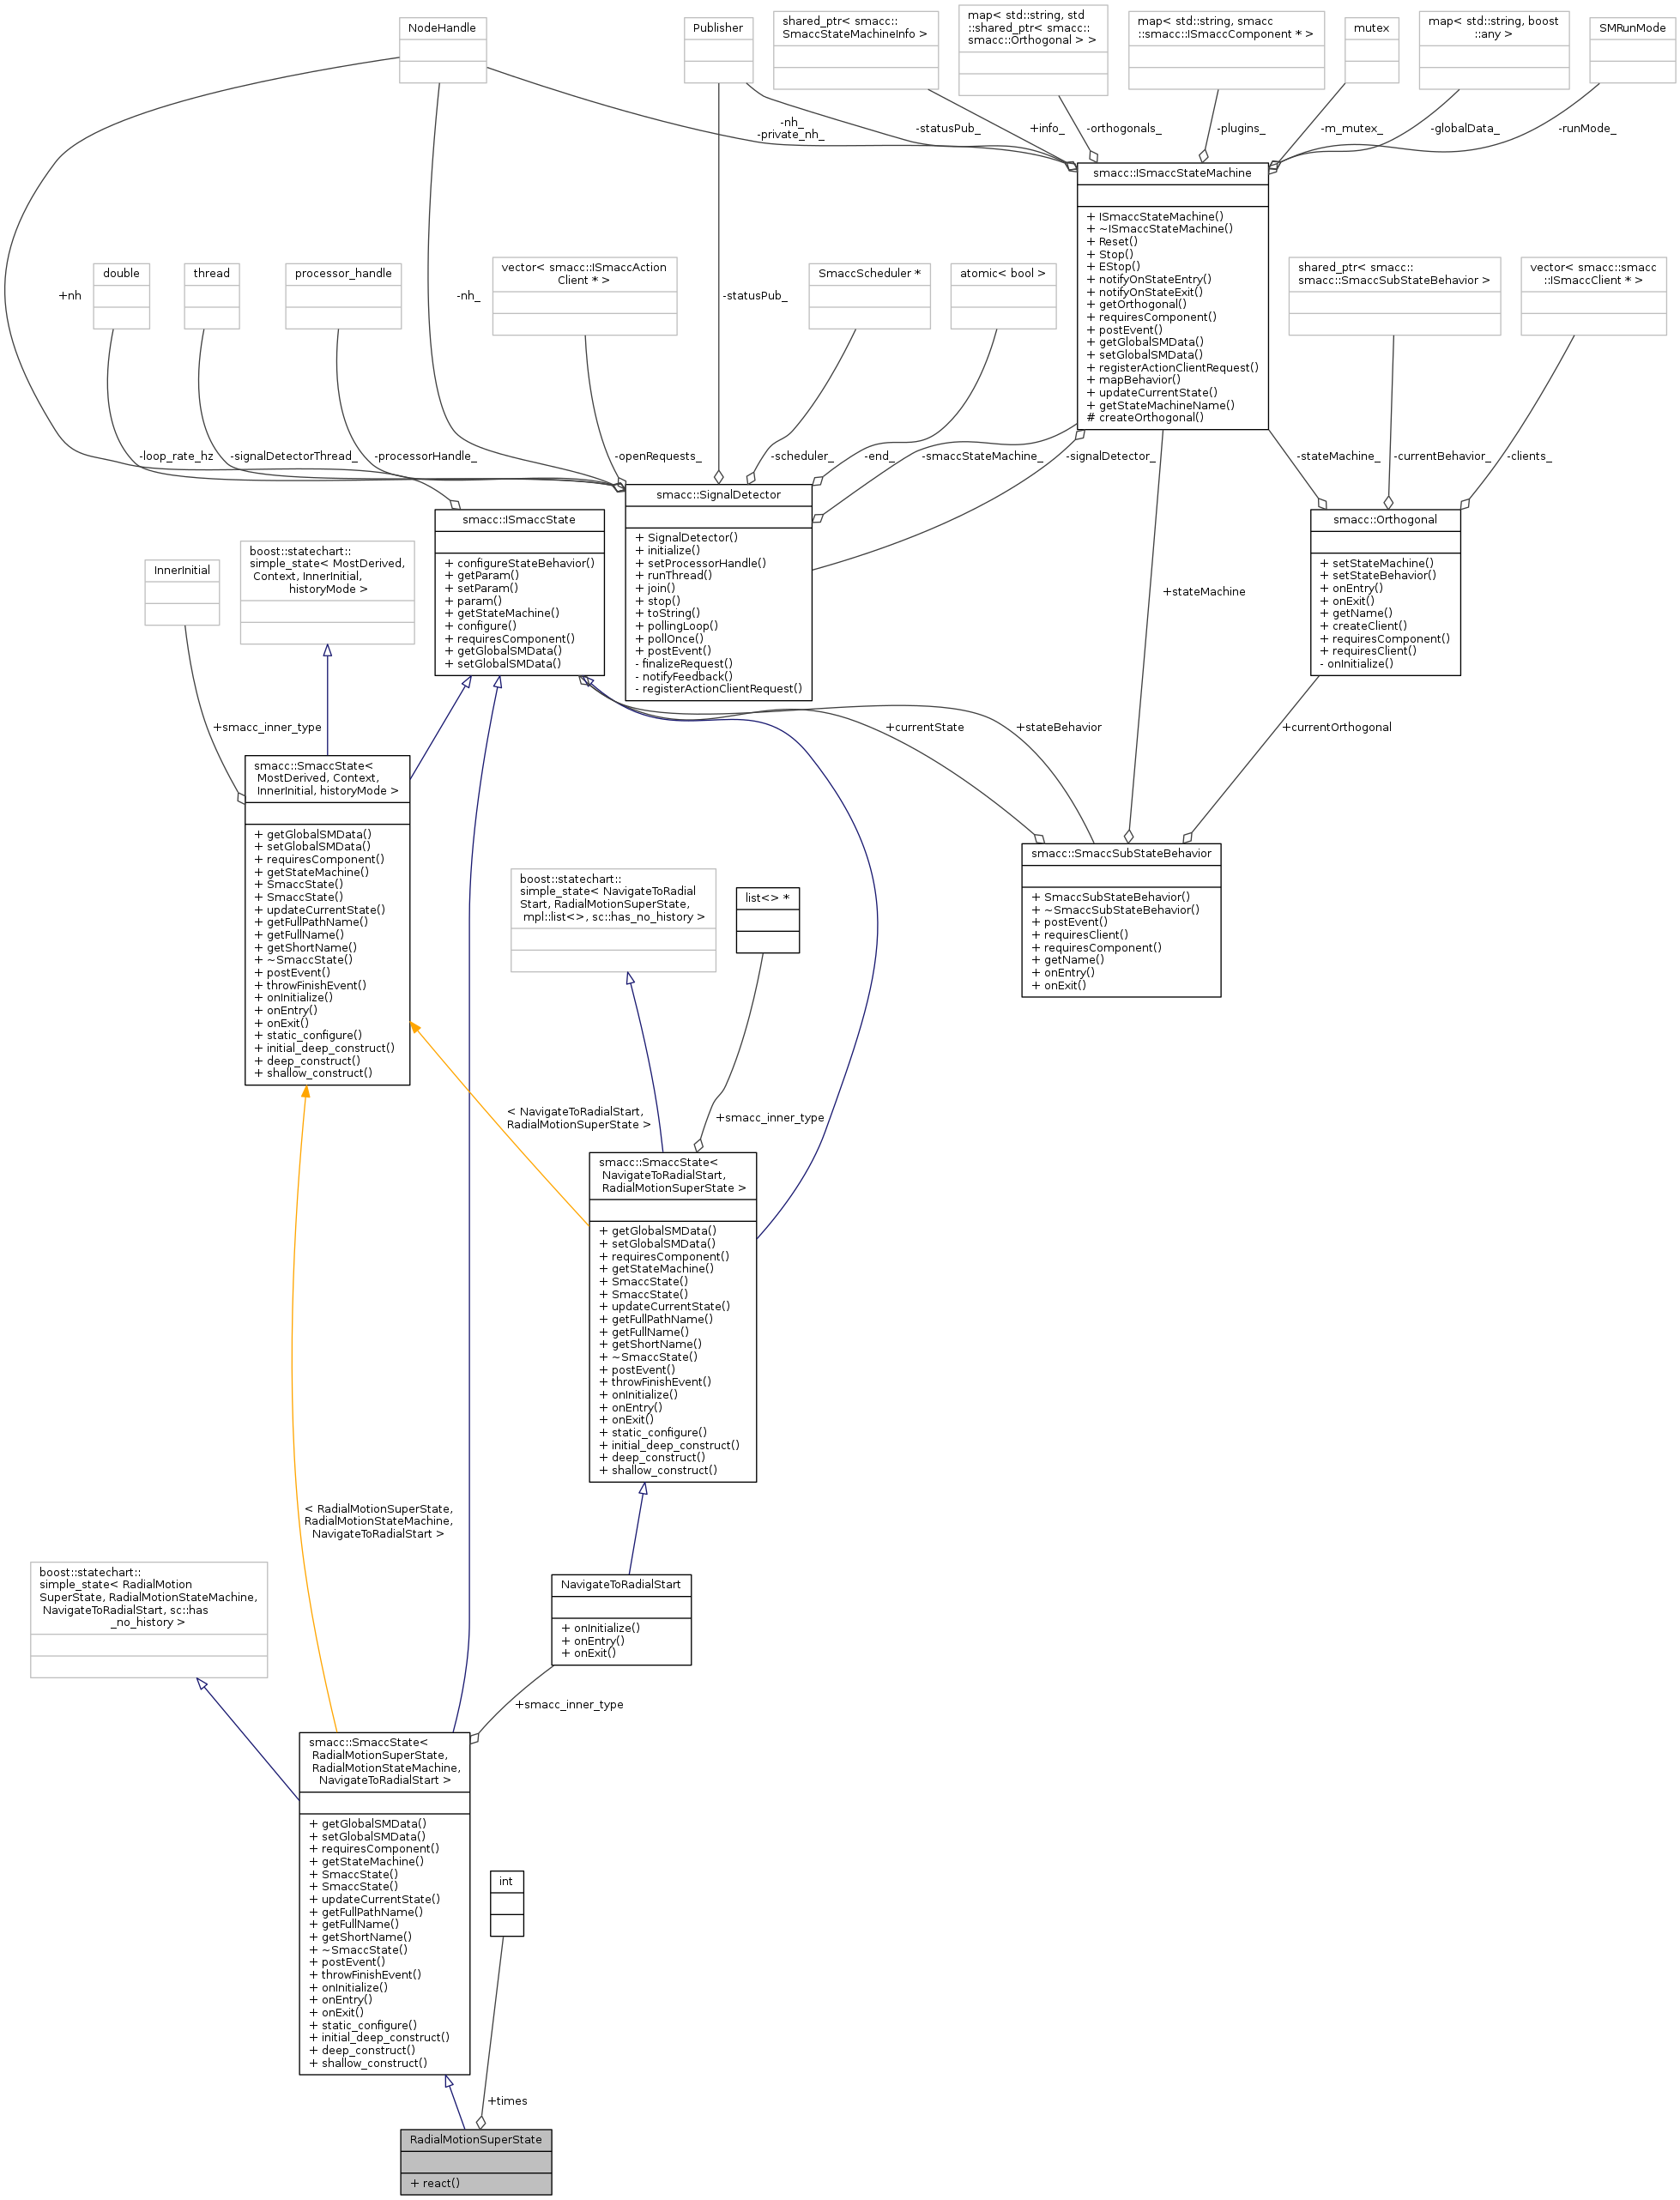 NodeHandle
Publisher
shared_ptr< smacc::
SmaccStateMachineInfo >
map< std::string, std
::shared_ptr< smacc::
smacc::Orthogonal > >
map< std::string, smacc
::smacc::ISmaccComponent * >
mutex
map< std::string, boost
::any >
SMRunMode
-nh_
-private_nh_
-statusPub_
+info_
-orthogonals_
-plugins_
-m_mutex_
-globalData_
-runMode_
smacc::ISmaccStateMachine
+ ISmaccStateMachine()
+ ~ISmaccStateMachine()
+ Reset()
+ Stop()
+ EStop()
+ notifyOnStateEntry()
+ notifyOnStateExit()
+ getOrthogonal()
+ requiresComponent()
+ postEvent()
+ getGlobalSMData()
+ setGlobalSMData()
+ registerActionClientRequest()
+ mapBehavior()
+ updateCurrentState()
+ getStateMachineName()
# createOrthogonal()
double
thread
processor_handle
vector< smacc::ISmaccAction
Client * >
SmaccScheduler *
atomic< bool >
shared_ptr< smacc::
smacc::SmaccSubStateBehavior >
vector< smacc::smacc
::ISmaccClient * >
+nh
-nh_
-statusPub_
-loop_rate_hz
-signalDetectorThread_
-processorHandle_
-openRequests_
-scheduler_
-end_
-smaccStateMachine_
-signalDetector_
-stateMachine_
-currentBehavior_
-clients_
smacc::SignalDetector
+ SignalDetector()
+ initialize()
+ setProcessorHandle()
+ runThread()
+ join()
+ stop()
+ toString()
+ pollingLoop()
+ pollOnce()
+ postEvent()
- finalizeRequest()
- notifyFeedback()
- registerActionClientRequest()
smacc::ISmaccState
+ configureStateBehavior()
+ getParam()
+ setParam()
+ param()
+ getStateMachine()
+ configure()
+ requiresComponent()
+ getGlobalSMData()
+ setGlobalSMData()
smacc::Orthogonal
+ setStateMachine()
+ setStateBehavior()
+ onEntry()
+ onExit()
+ getName()
+ createClient()
+ requiresComponent()
+ requiresClient()
- onInitialize()
InnerInitial
boost::statechart::
simple_state< MostDerived,
Context, InnerInitial,
historyMode >
+stateMachine
+smacc_inner_type
+currentState
+stateBehavior
+currentOrthogonal
smacc::SmaccState<
MostDerived, Context,
InnerInitial, historyMode >
+ getGlobalSMData()
+ setGlobalSMData()
+ requiresComponent()
+ getStateMachine()
+ SmaccState()
+ SmaccState()
+ updateCurrentState()
+ getFullPathName()
+ getFullName()
+ getShortName()
+ ~SmaccState()
+ postEvent()
+ throwFinishEvent()
+ onInitialize()
+ onEntry()
+ onExit()
+ static_configure()
+ initial_deep_construct()
+ deep_construct()
+ shallow_construct()
boost::statechart::
simple_state< NavigateToRadial
Start, RadialMotionSuperState,
mpl::list<>, sc::has_no_history >
list<> *
smacc::SmaccSubStateBehavior
+ SmaccSubStateBehavior()
+ ~SmaccSubStateBehavior()
+ postEvent()
+ requiresClient()
+ requiresComponent()
+ getName()
+ onEntry()
+ onExit()
< NavigateToRadialStart,
RadialMotionSuperState >
+smacc_inner_type
smacc::SmaccState<
NavigateToRadialStart,
RadialMotionSuperState >
+ getGlobalSMData()
+ setGlobalSMData()
+ requiresComponent()
+ getStateMachine()
+ SmaccState()
+ SmaccState()
+ updateCurrentState()
+ getFullPathName()
+ getFullName()
+ getShortName()
+ ~SmaccState()
+ postEvent()
+ throwFinishEvent()
+ onInitialize()
+ onEntry()
+ onExit()
+ static_configure()
+ initial_deep_construct()
+ deep_construct()
+ shallow_construct()
< RadialMotionSuperState,
RadialMotionStateMachine,
NavigateToRadialStart >
boost::statechart::
simple_state< RadialMotion
SuperState, RadialMotionStateMachine,
NavigateToRadialStart, sc::has
_no_history >
NavigateToRadialStart
+ onInitialize()
+ onEntry()
+ onExit()
+smacc_inner_type
smacc::SmaccState<
RadialMotionSuperState,
RadialMotionStateMachine,
NavigateToRadialStart >
+ getGlobalSMData()
+ setGlobalSMData()
+ requiresComponent()
+ getStateMachine()
+ SmaccState()
+ SmaccState()
+ updateCurrentState()
+ getFullPathName()
+ getFullName()
+ getShortName()
+ ~SmaccState()
+ postEvent()
+ throwFinishEvent()
+ onInitialize()
+ onEntry()
+ onExit()
+ static_configure()
+ initial_deep_construct()
+ deep_construct()
+ shallow_construct()
int
+times
RadialMotionSuperState
+ react()